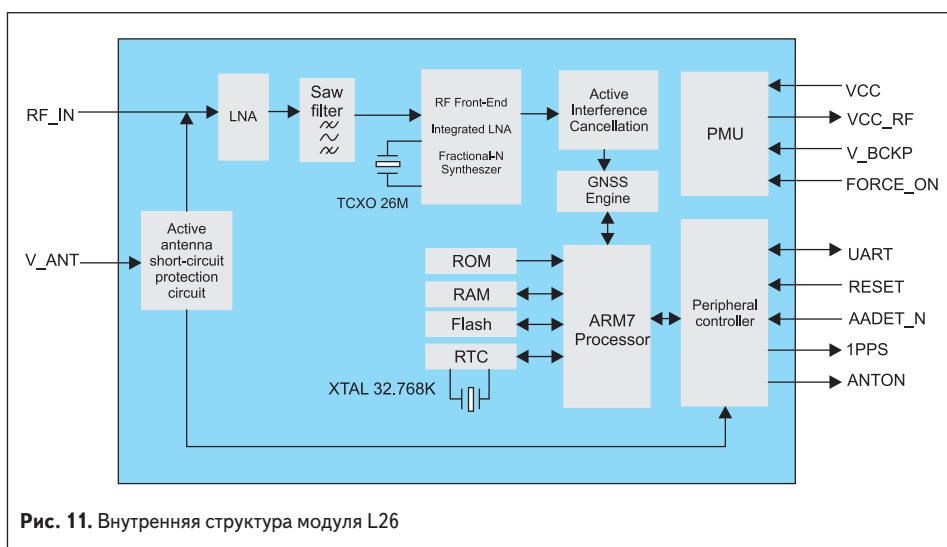 RF_IN
V_ANT
LNA
Saw
filter
RF Front-End
Integrated LNA
Fractional-N
Syntheszer
TCXO 26M
Active
Interference
Cancellation
GNSS
Engine
PMU
VCC
VCC_RF
V_BCKP
FORCE_ON
Active
antenna
short-circuit
protection
circuit
ROM
RAM
Flash
RTC
XTAL 32.768K
ARM7
Processor
Peripheral
controller
UART
RESET
AADET_N
1PPS
ANTON
Рис. 11. Внутренняя структура модуля L26